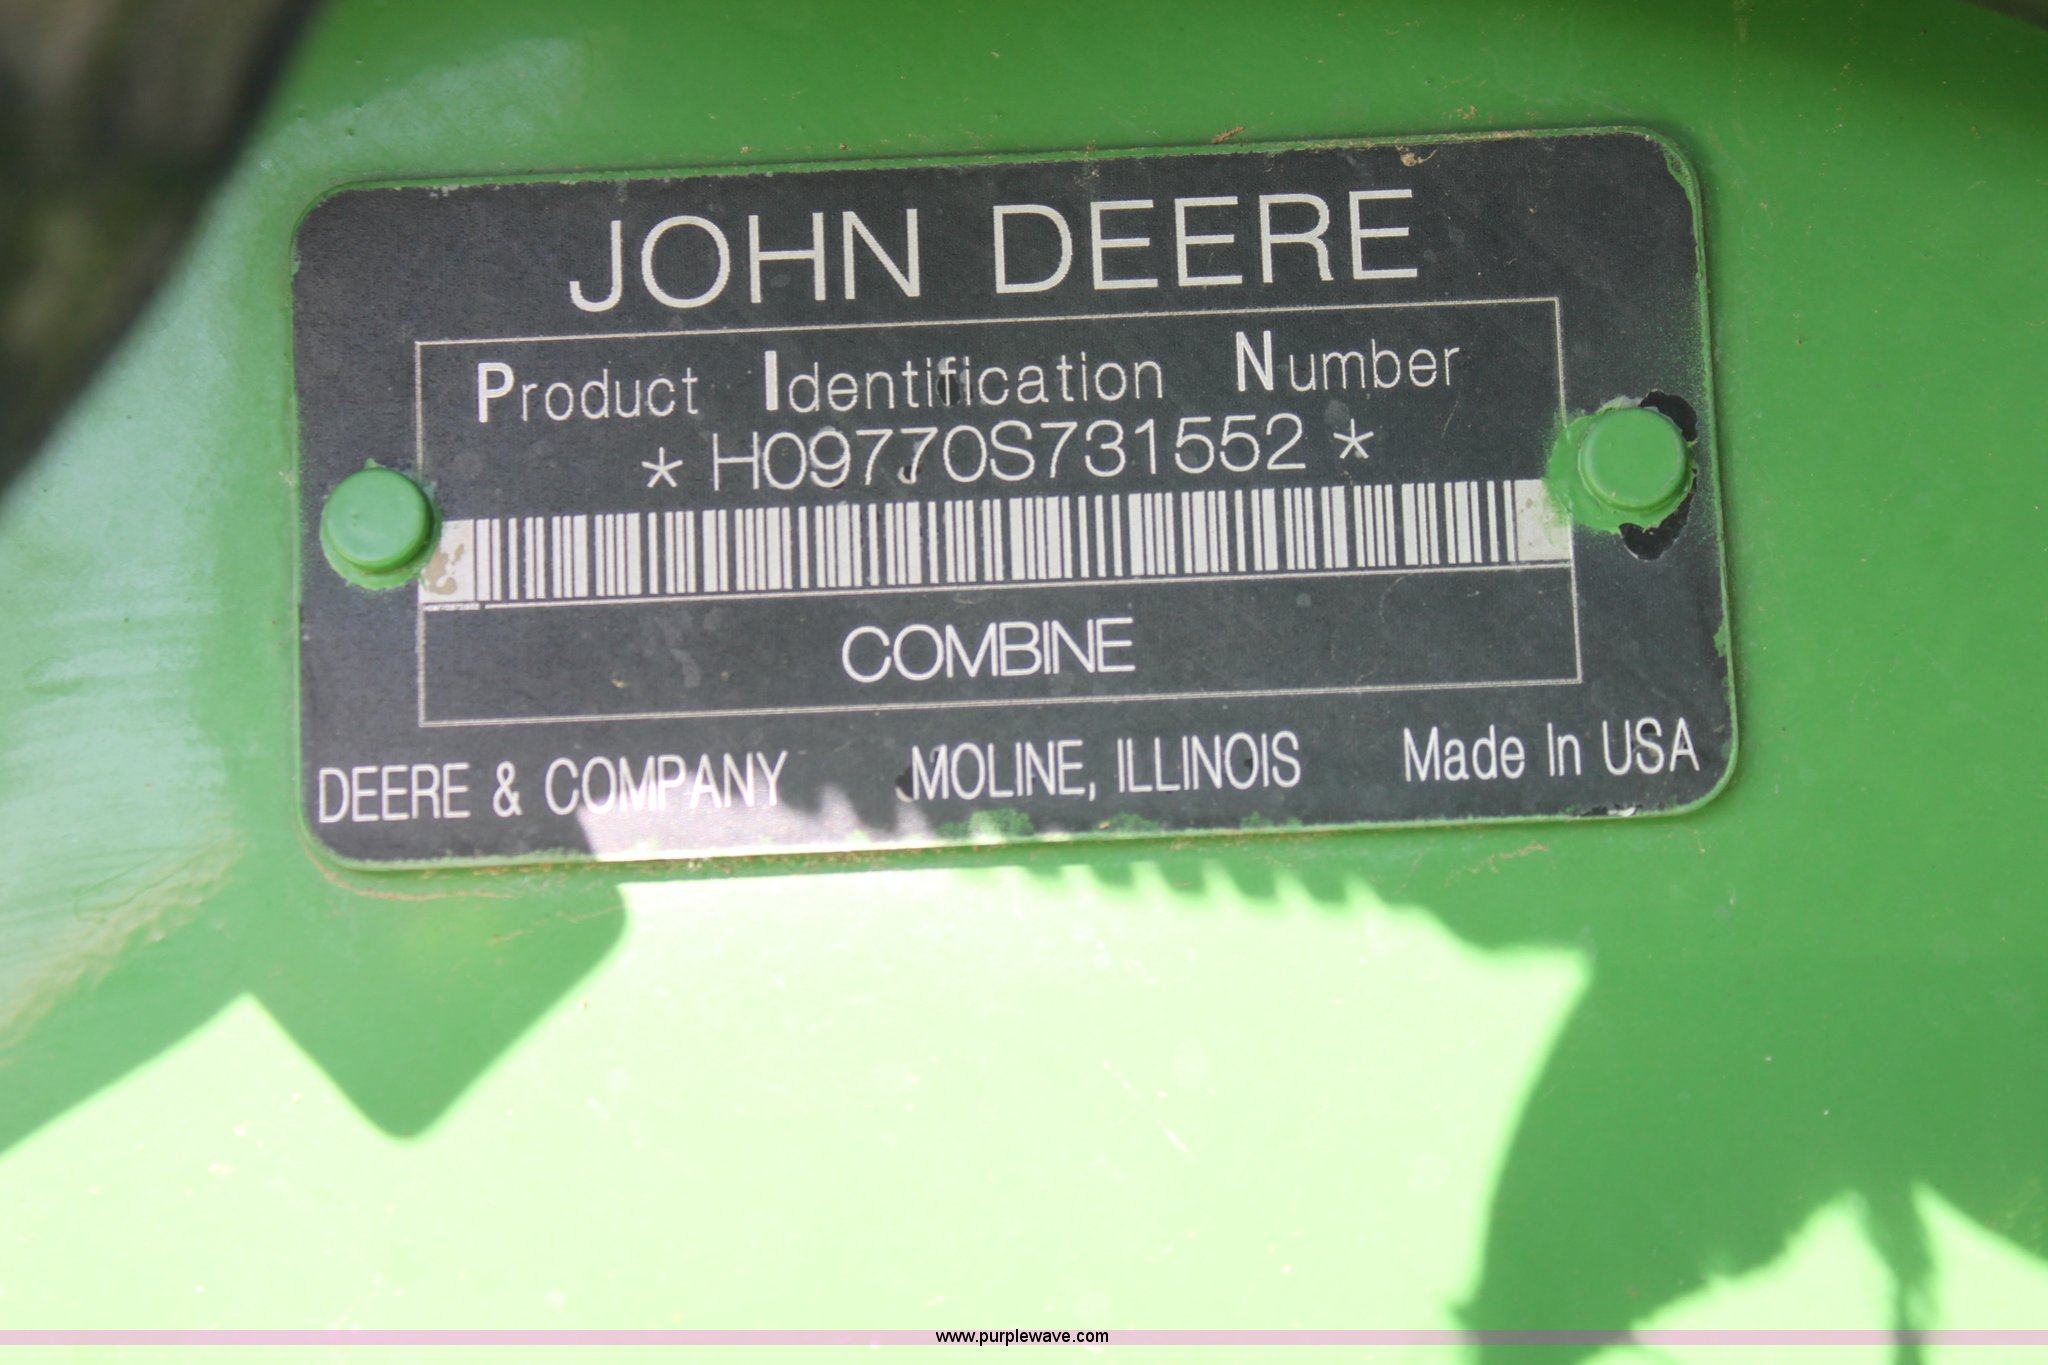 JOHN DEERE
Product Identification Number
*H09770S731552*
COMBINE
DEERE & COMPANY MOLINE, ILLINOIS Made In USA
www.purplewave.com